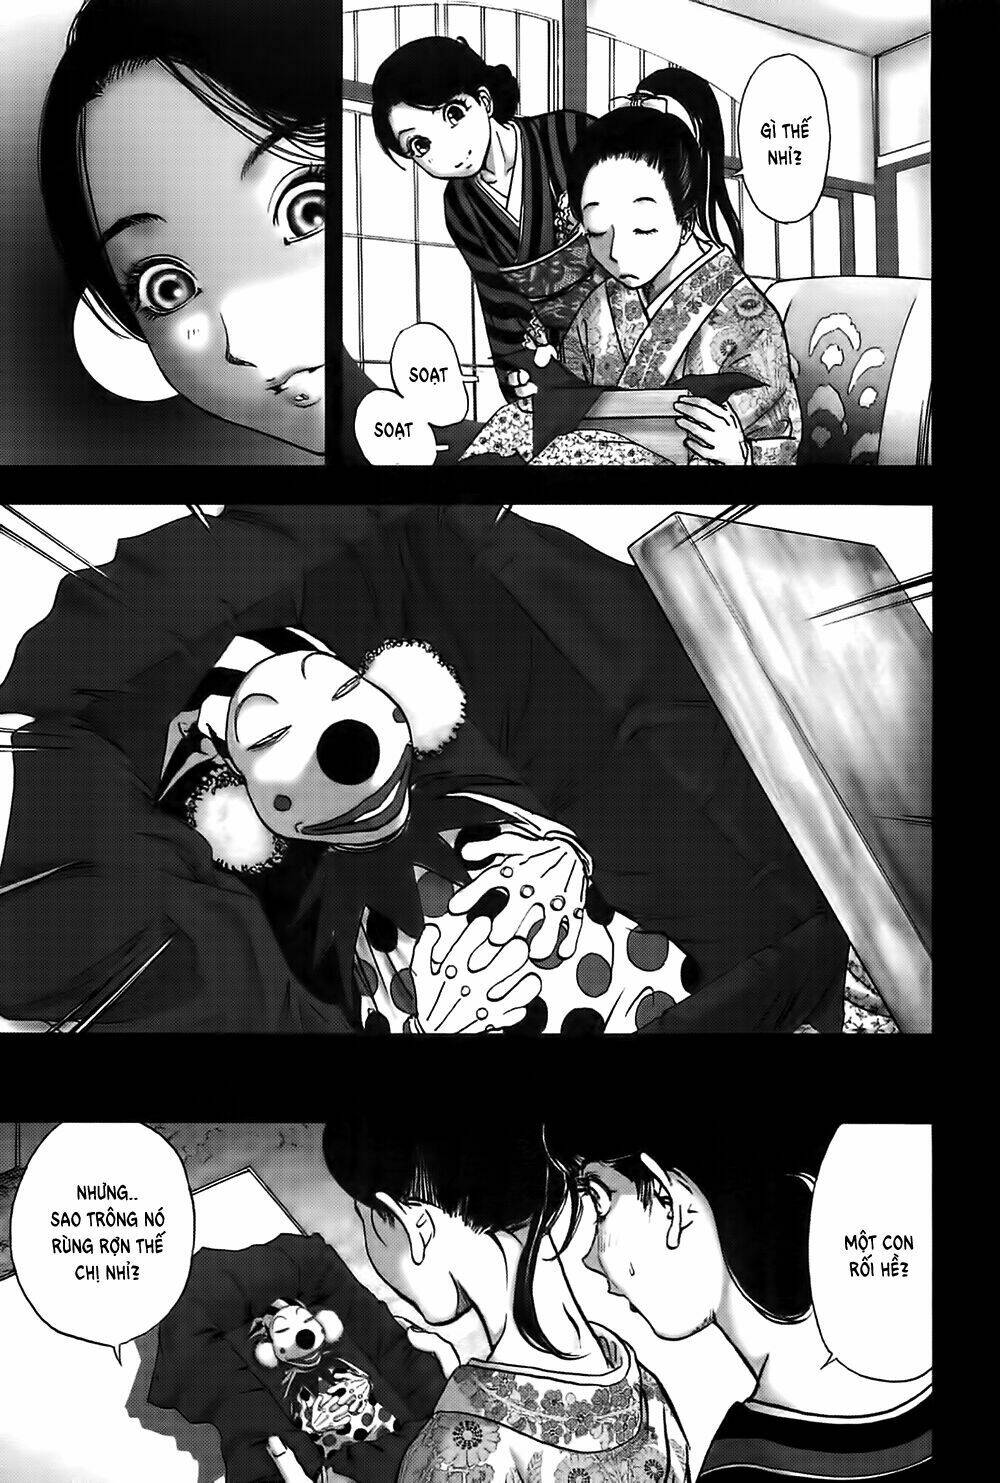 GÌ THẾ
NHỈ?
SOẠT
SOẠT
MỘT CON
RỐI HỀ?
NHƯNG..
SAO TRÔNG NÓ
RÙNG RỢN THẾ
CHỊ NHỈ?